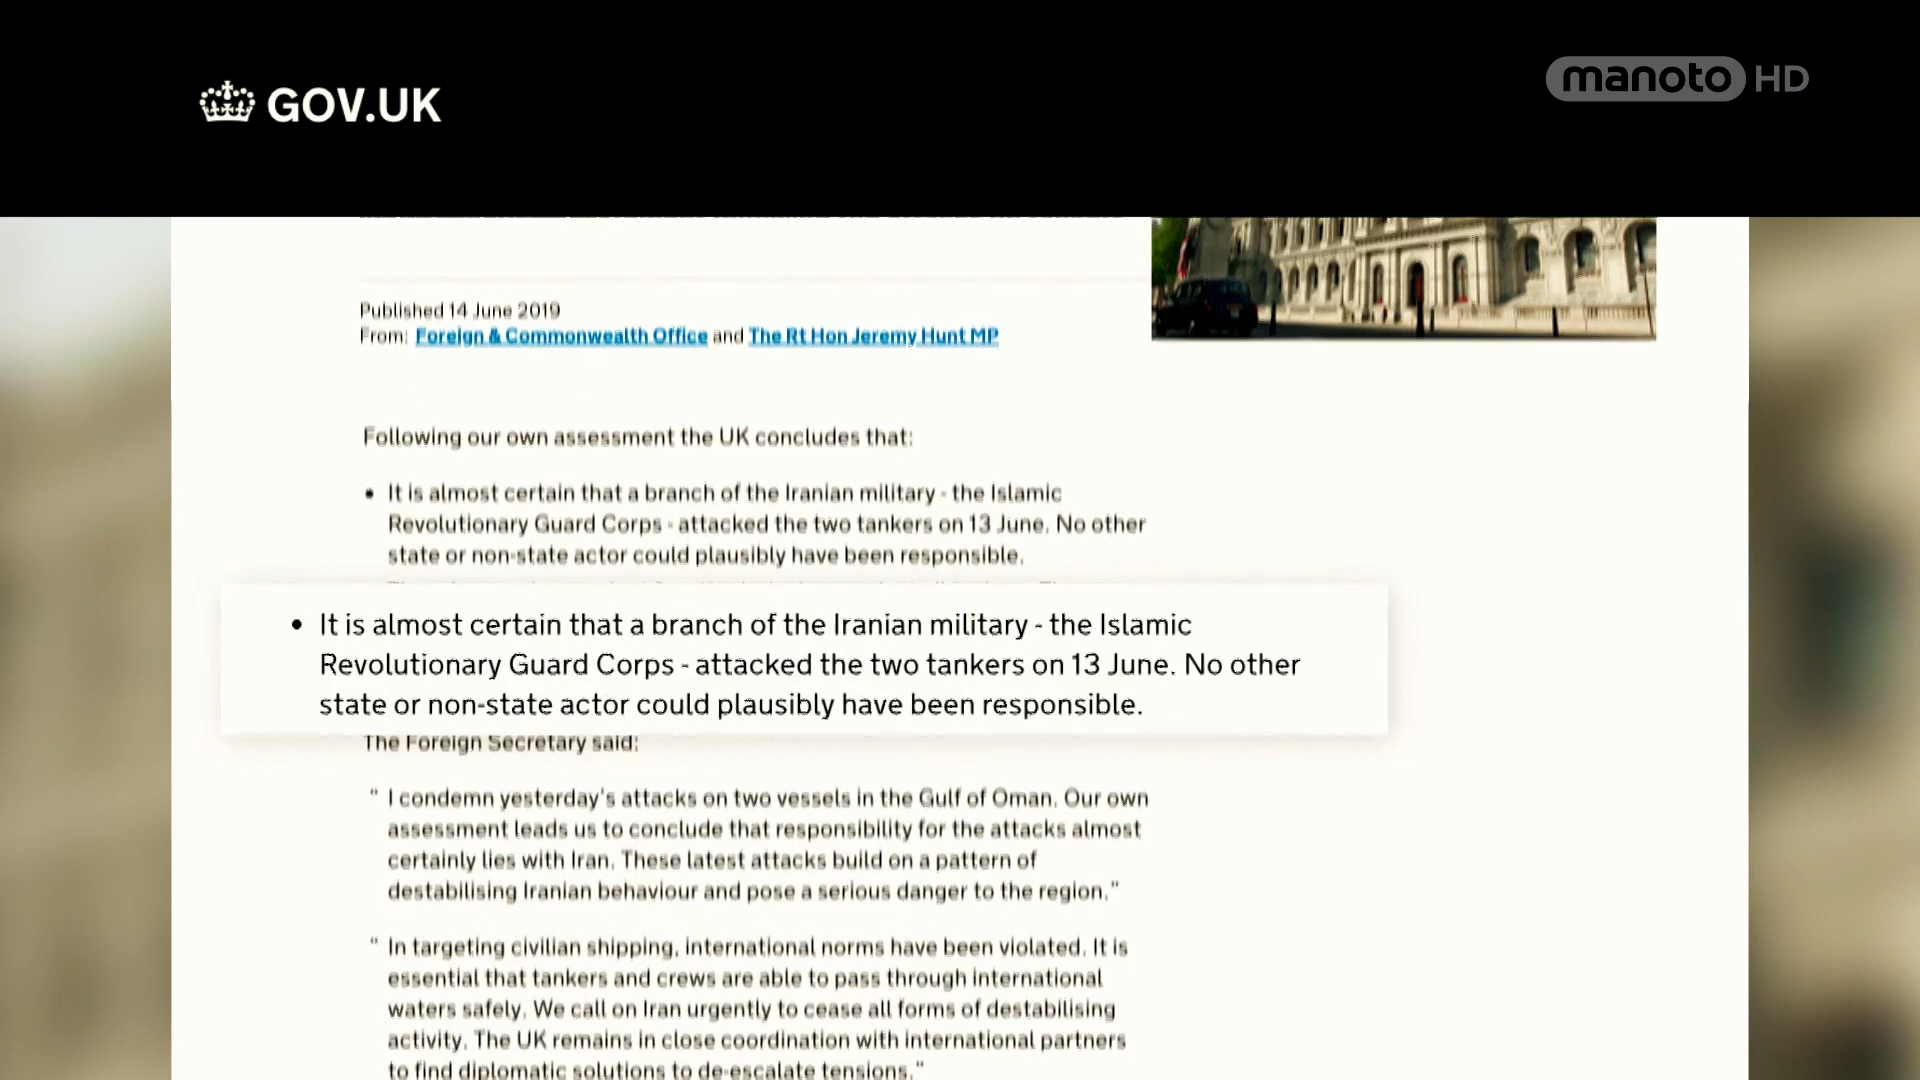 GOV.UK
manoto HD
Published 14 June 2019
From: Foreign & Commonwealth Office and The Rt Hon Jeremy Hunt MP
Following our own assessment the UK concludes that:
• It is almost certain that a branch of the Iranian military - the Islamic
Revolutionary Guard Corps - attacked the two tankers on 13 June. No other
state or non-state actor could plausibly have been responsible.
• It is almost certain that a branch of the Iranian military - the Islamic
Revolutionary Guard Corps - attacked the two tankers on 13 June. No other
state or non-state actor could plausibly have been responsible.
The Foreign Secretary said:
" I condemn yesterday's attacks on two vessels in the Gulf of Oman. Our own
assessment leads us to conclude that responsibility for the attacks almost
certainly lies with Iran. These latest attacks build on a pattern of
destabilising Iranian behaviour and pose a serious danger to the region."
" In targeting civilian shipping, international norms have been violated. It is
essential that tankers and crews are able to pass through international
waters safely. We call on Iran urgently to cease all forms of destabilising
activity. The UK remains in close coordination with international partners
to find diplomatic solutions to de-escalate tensions."